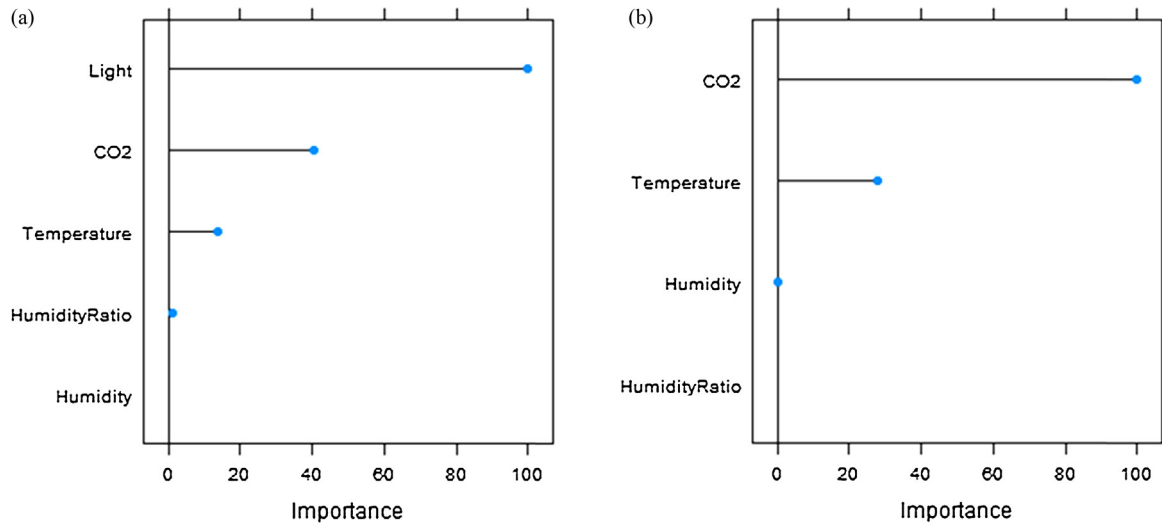 (a)
Light
CO2
Temperature
HumidityRatio
Humidity
0 20 40 60 80 100
Importance
(b)
CO2
Temperature
Humidity
HumidityRatio
0 20 40 60 80 100
Importance